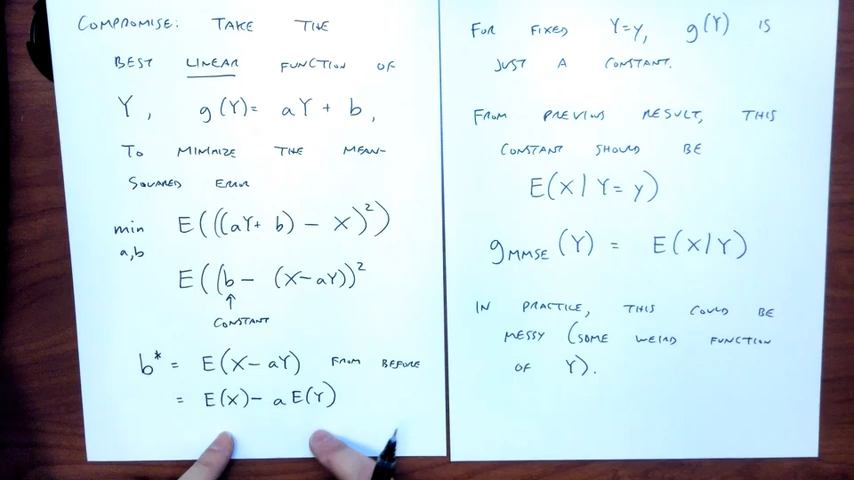 COMPROMISE: TAKE THE
BEST LINEAR FUNCTION OF
Y, g(Y)= aY + b,
TO MINIMIZE THE MEAN-
SQUARED ERROR
min E(((aY+ b) - X)²)
a,b
E((b - (X-aY))²
↑
CONSTANT
b* = E(X-aY) FROM BEFORE
= E(X)- a E(Y)
FOR FIXED Y=y, g(Y) IS
JUST A CONSTANT.
FROM PREVIOUS RESULT, THIS
CONSTANT SHOULD BE
E(X | Y= y)
gMMSE (Y) = E(X|Y)
IN PRACTICE, THIS COULD BE
MESSY (SOME WEIRD FUNCTION
OF Y).